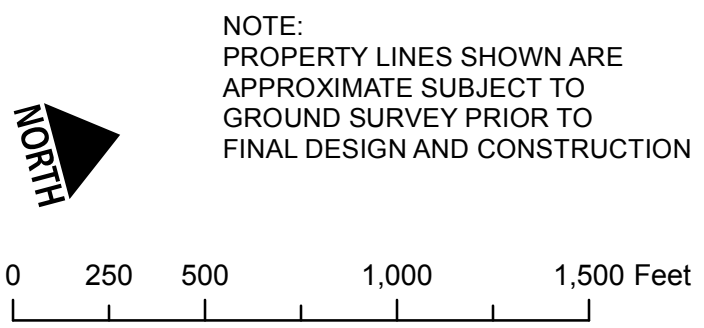 NOTE:
PROPERTY LINES SHOWN ARE
APPROXIMATE SUBJECT TO
GROUND SURVEY PRIOR TO
FINAL DESIGN AND CONSTRUCTION
NORTH
0 250 500 1,000 1,500 Feet